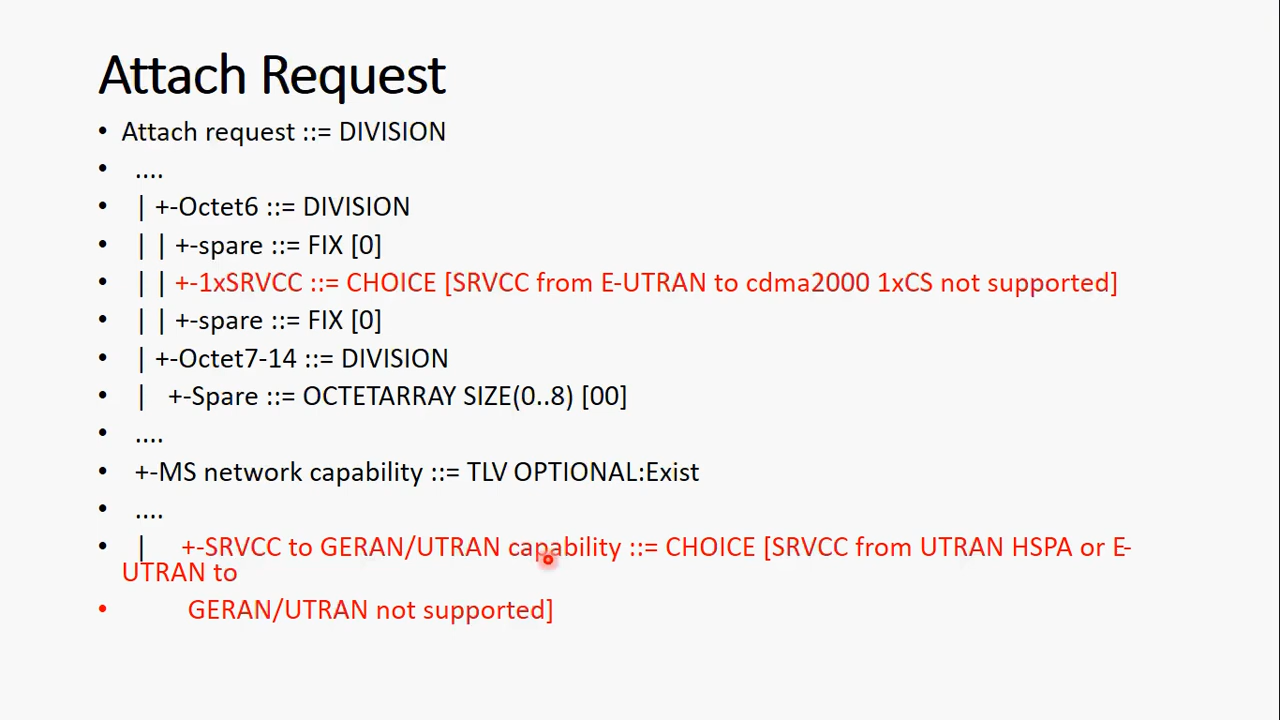 Attach Request
• Attach request ::= DIVISION
• ....
• | +-Octet6 ::= DIVISION
• | | +-spare ::= FIX [0]
• | | +-1xSRVCC ::= CHOICE [SRVCC from E-UTRAN to cdma2000 1xCS not supported]
• | | +-spare ::= FIX [0]
• | +-Octet7-14 ::= DIVISION
• | +-Spare ::= OCTETARRAY SIZE(0..8) [00]
• ....
• +-MS network capability ::= TLV OPTIONAL:Exist
• ....
• | +-SRVCC to GERAN/UTRAN capability ::= CHOICE [SRVCC from UTRAN HSPA or E-
UTRAN to
• GERAN/UTRAN not supported]